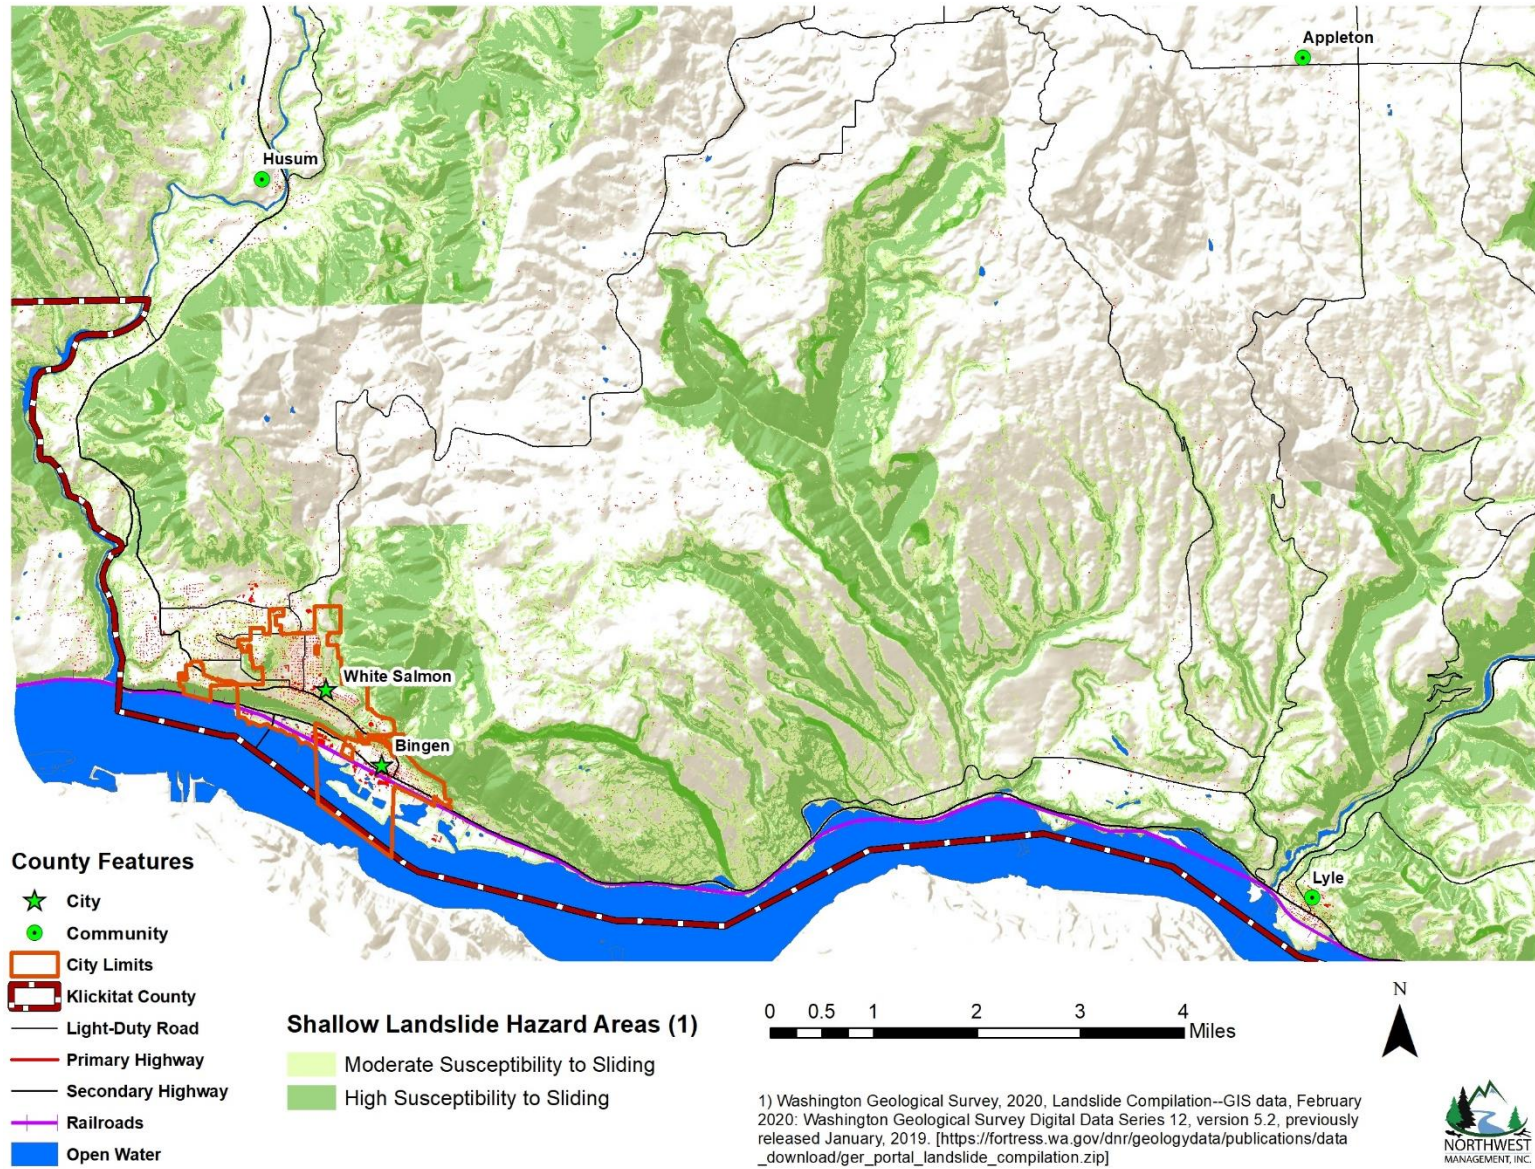 Appleton
Husum
White Salmon
Bingen
Lyle
County Features
City
Community
City Limits
Klickitat County
Light-Duty Road
Primary Highway
Secondary Highway
Railroads
Open Water
Shallow Landslide Hazard Areas (1)
Moderate Susceptibility to Sliding
High Susceptibility to Sliding
0 0.5 1 2 3 4
Miles
N
1) Washington Geological Survey, 2020, Landslide Compilation--GIS data, February
2020: Washington Geological Survey Digital Data Series 12, version 5.2, previously
released January, 2019. [https://fortress.wa.gov/dnr/geologydata/publications/data
_download/ger_portal_landslide_compilation.zip]
NORTHWEST
MANAGEMENT, INC.